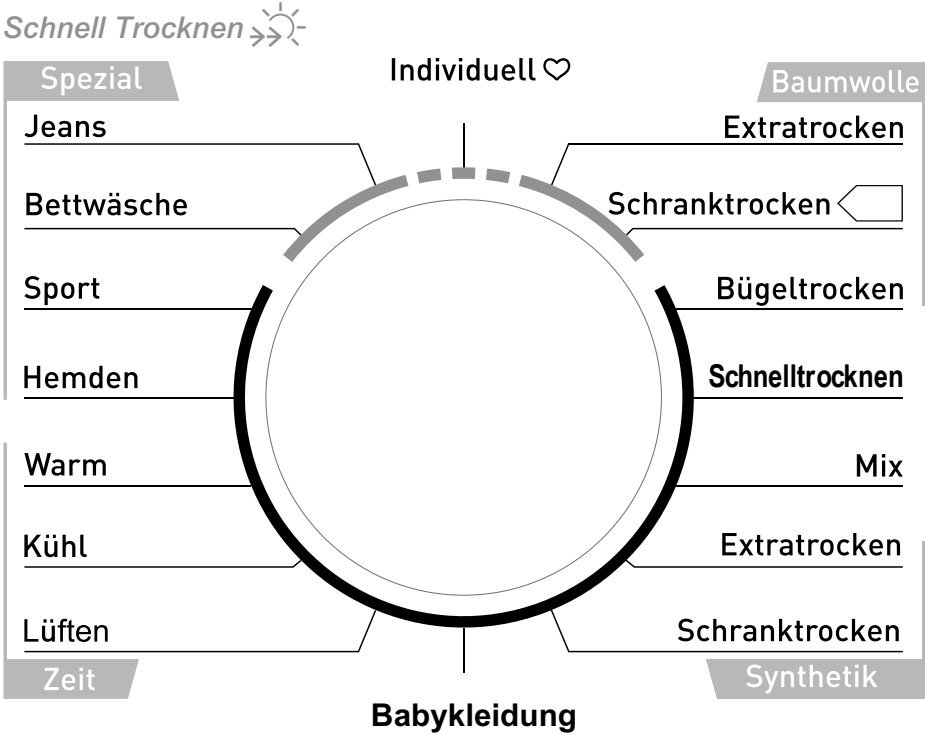 Schnell Trocknen
Individuell
Spezial
Jeans
Bettwäsche
Sport
Hemden
Warm
Kühl
Lüften
Zeit
Baumwolle
Extratrocken
Schranktrocken
Bügeltrocken
Schnelltrocknen
Mix
Extratrocken
Schranktrocken
Synthetik
Babykleidung